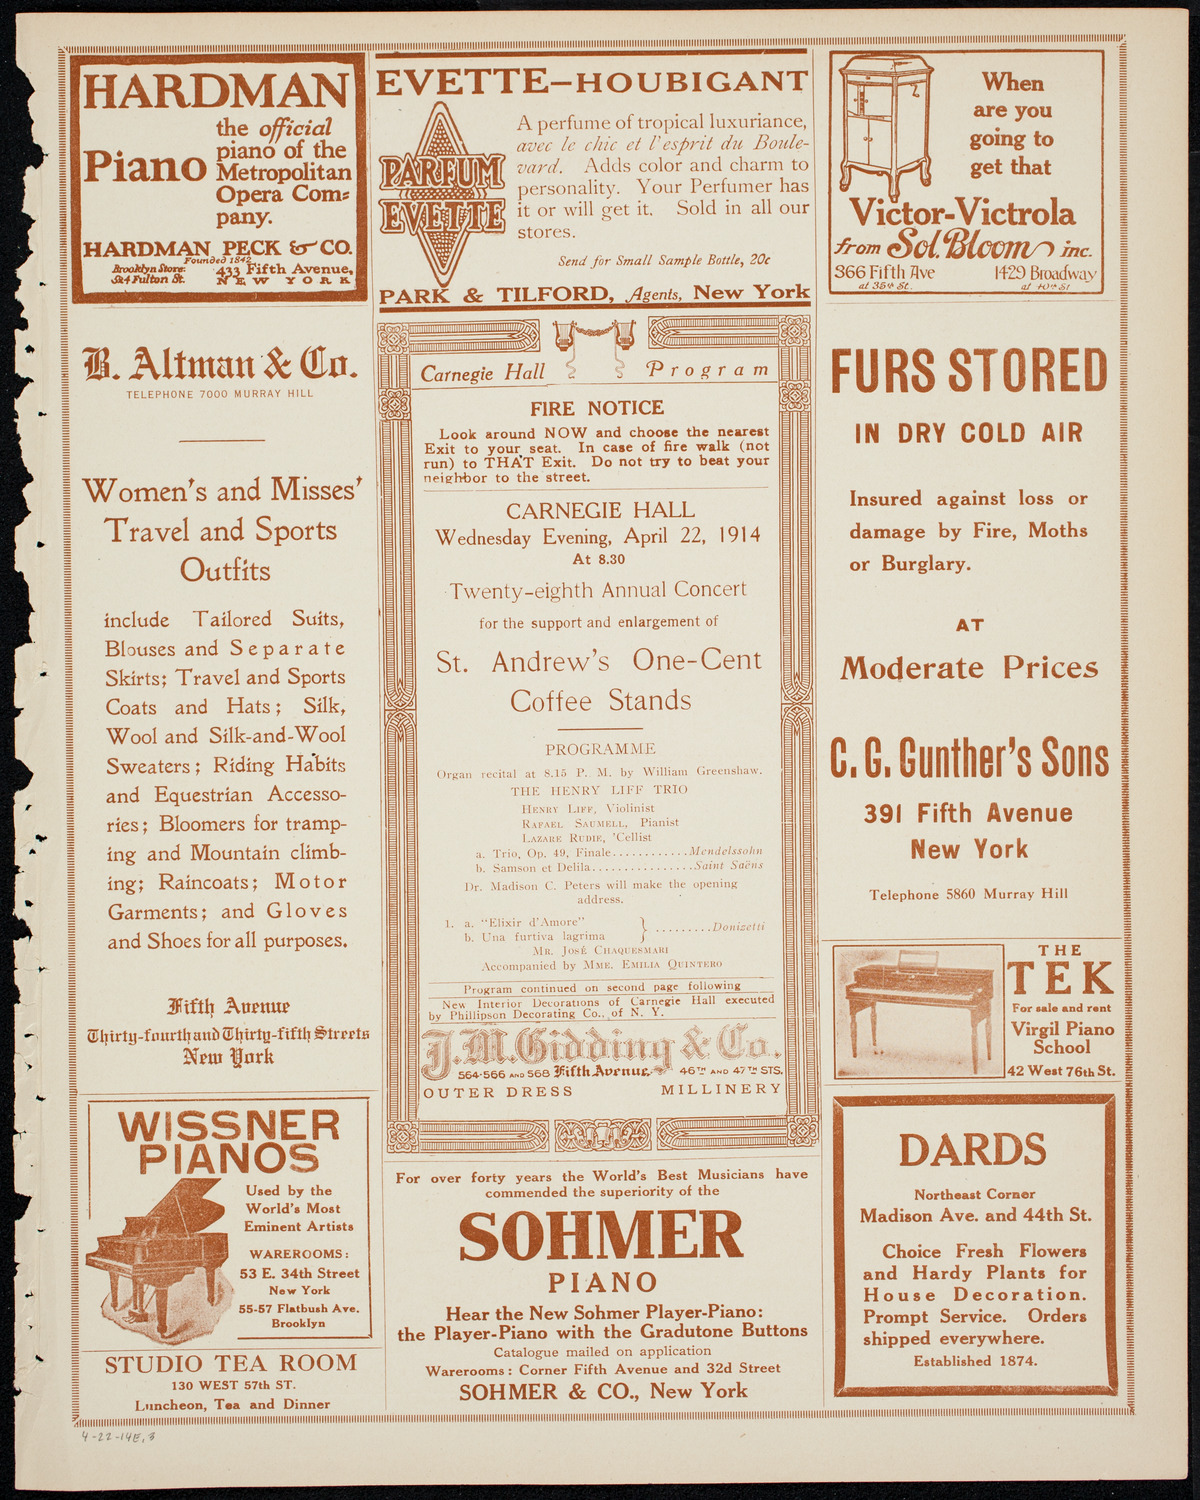 HARDMAN
Piano
the official
piano of the
Metropolitan
Opera Com=
pany.
HARDMAN, PECK & CO.
Founded 1842
Brooklyn Store:
524 Fulton St.
433 Fifth Avenue,
NEW YORK
EVETTE–HOUBIGANT
PARFUM
EVETTE
A perfume of tropical luxuriance,
avec le chic et l'esprit du Boule-
vard. Adds color and charm to
personality. Your Perfumer has
it or will get it. Sold in all our
stores.
Send for Small Sample Bottle, 20c
PARK & TILFORD, Agents, New York
When
are you
going to
get that
Victor-Victrola
from Sol. Bloom inc.
366 Fifth Ave
at 35th St.
1429 Broadway
at 40th St
B. Altman & Co.
TELEPHONE 7000 MURRAY HILL
Women's and Misses'
Travel and Sports
Outfits
include Tailored Suits,
Blouses and Separate
Skirts; Travel and Sports
Coats and Hats; Silk,
Wool and Silk-and-Wool
Sweaters; Riding Habits
and Equestrian Accesso-
ries; Bloomers for tramp-
ing and Mountain climb-
ing; Raincoats; Motor
Garments; and Gloves
and Shoes for all purposes.
Fifth Avenue
Thirty-fourth and Thirty-fifth Streets
New York
WISSNER
PIANOS
Used by the
World's Most
Eminent Artists
WAREROOMS:
53 E. 34th Street
New York
55-57 Flatbush Ave.
Brooklyn
STUDIO TEA ROOM
130 WEST 57th ST.
Luncheon, Tea and Dinner
Carnegie Hall Program
FIRE NOTICE
Look around NOW and choose the nearest
Exit to your seat. In case of fire walk (not
run) to THAT Exit. Do not try to beat your
neighbor to the street.
CARNEGIE HALL
Wednesday Evening, April 22, 1914
At 8.30
Twenty-eighth Annual Concert
for the support and enlargement of
St. Andrew's One-Cent
Coffee Stands
PROGRAMME
Organ recital at 8.15 P. M. by William Greenshaw.
THE HENRY LIFF TRIO
HENRY LIFF, Violinist
RAFAEL SAUMELL, Pianist
LAZARE RUDIE, 'Cellist
a. Trio, Op. 49, Finale............Mendelssohn
b. Samson et Delila................Saint Saëns
Dr. Madison C. Peters will make the opening
address.
1. a. "Elixir d'Amore"
b. Una furtiva lagrima } .........Donizetti
MR. JOSÉ CHAQUESMARI
Accompanied by MME. EMILIA QUINTERO
Program continued on second page following
New Interior Decorations of Carnegie Hall executed
by Phillipson Decorating Co., of N. Y.
J. M. Gidding & Co.
564-566 AND 568 Fifth Avenue. 46TH AND 47TH STS.
OUTER DRESS MILLINERY
For over forty years the World's Best Musicians have
commended the superiority of the
SOHMER
PIANO
Hear the New Sohmer Player-Piano:
the Player-Piano with the Gradutone Buttons
Catalogue mailed on application
Warerooms: Corner Fifth Avenue and 32d Street
SOHMER & CO., New York
FURS STORED
IN DRY COLD AIR
Insured against loss or
damage by Fire, Moths
or Burglary.
AT
Moderate Prices
C. G. Gunther's Sons
391 Fifth Avenue
New York
Telephone 5860 Murray Hill
THE
TEK
For sale and rent
Virgil Piano
School
42 West 76th St.
DARDS
Northeast Corner
Madison Ave. and 44th St.
Choice Fresh Flowers
and Hardy Plants for
House Decoration.
Prompt Service. Orders
shipped everywhere.
Established 1874.
4-22-14E, 3